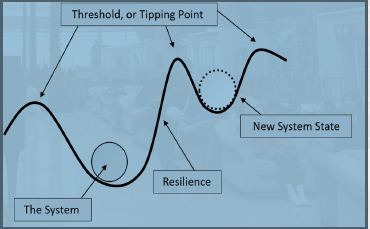 Threshold, or Tipping Point
New System State
Resilience
The System